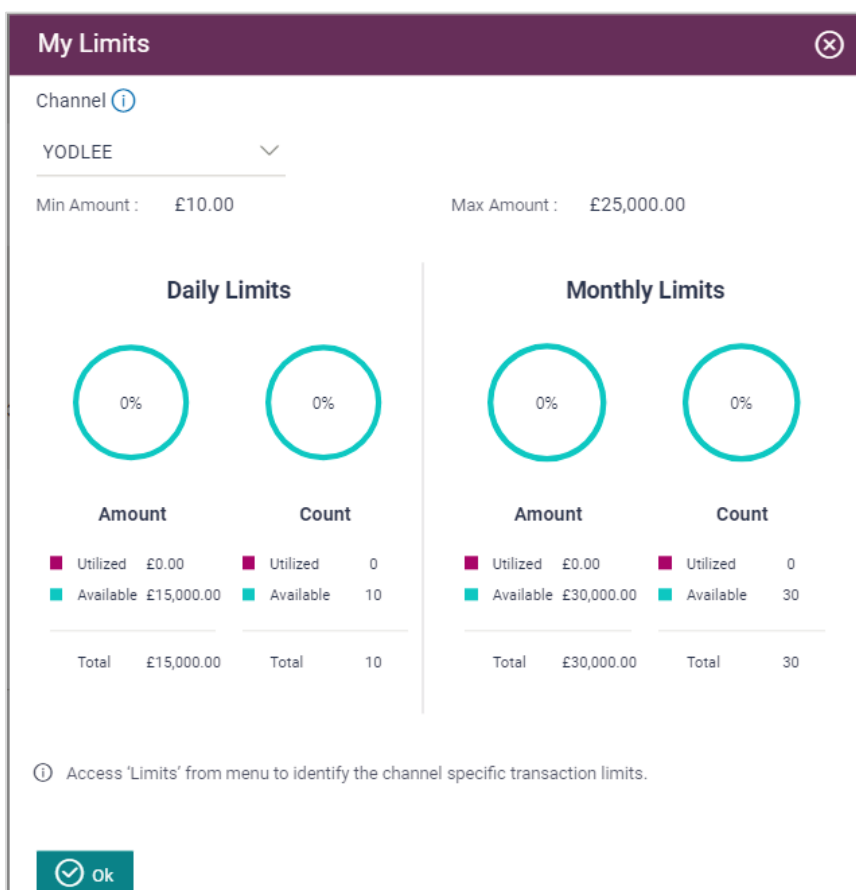 My Limits
Channel
YODLEE
Min Amount : £10.00 Max Amount : £25,000.00
Daily Limits Monthly Limits
0% 0% 0% 0%
Amount Count Amount Count
Utilized £0.00 Utilized 0 Utilized £0.00 Utilized 0
Available £15,000.00 Available 10 Available £30,000.00 Available 30
Total £15,000.00 Total 10 Total £30,000.00 Total 30
Access ‘Limits’ from menu to identify the channel specific transaction limits.
Ok